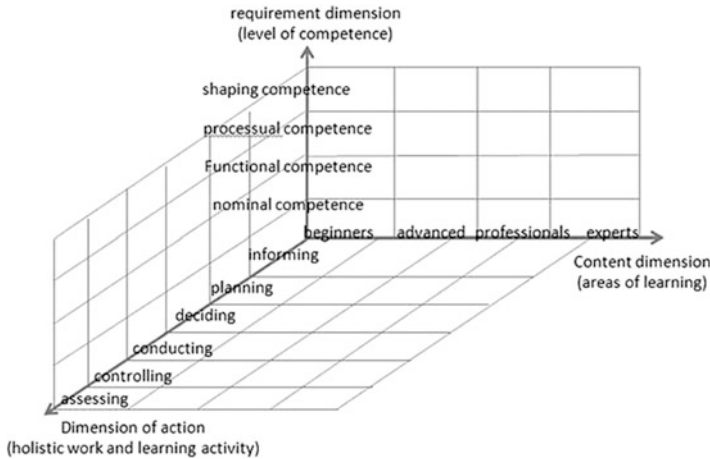 requirement dimension
(level of competence)
shaping competence
processual competence
Functional competence
nominal competence
beginners advanced professionals experts
informing
Content dimension
(areas of learning)
planning
deciding
conducting
controlling
assessing
Dimension of action
(holistic work and learning activity)